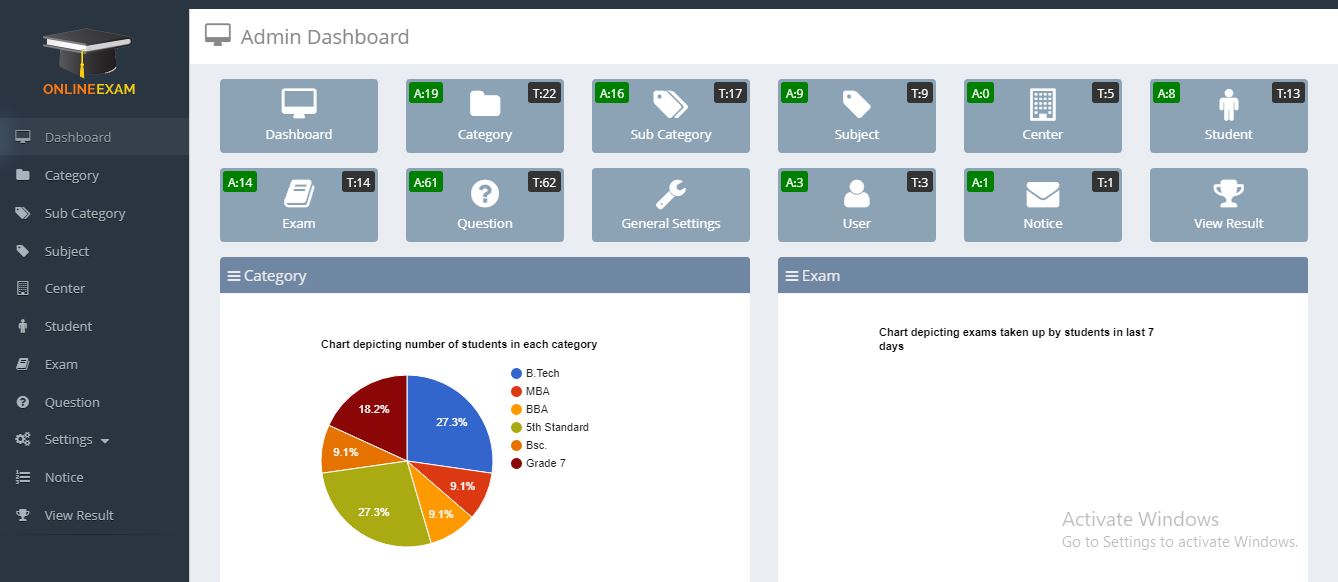 Admin Dashboard
ONLINEEXAM
Dashboard
Category
Sub Category
Subject
Center
Student
Exam
Question
Settings
Notice
View Result
Dashboard
A:19 T:22
Category
A:16 T:17
Sub Category
A:9 T:9
Subject
A:0 T:5
Center
A:8 T:13
Student
A:14 T:14
Exam
A:61 T:62
Question
General Settings
A:3 T:3
User
A:1 T:1
Notice
View Result
Category
Chart depicting number of students in each category
27.3%
9.1%
9.1%
27.3%
9.1%
18.2%
B.Tech
MBA
BBA
5th Standard
Bsc.
Grade 7
Exam
Chart depicting exams taken up by students in last 7
days
Activate Windows
Go to Settings to activate Windows.